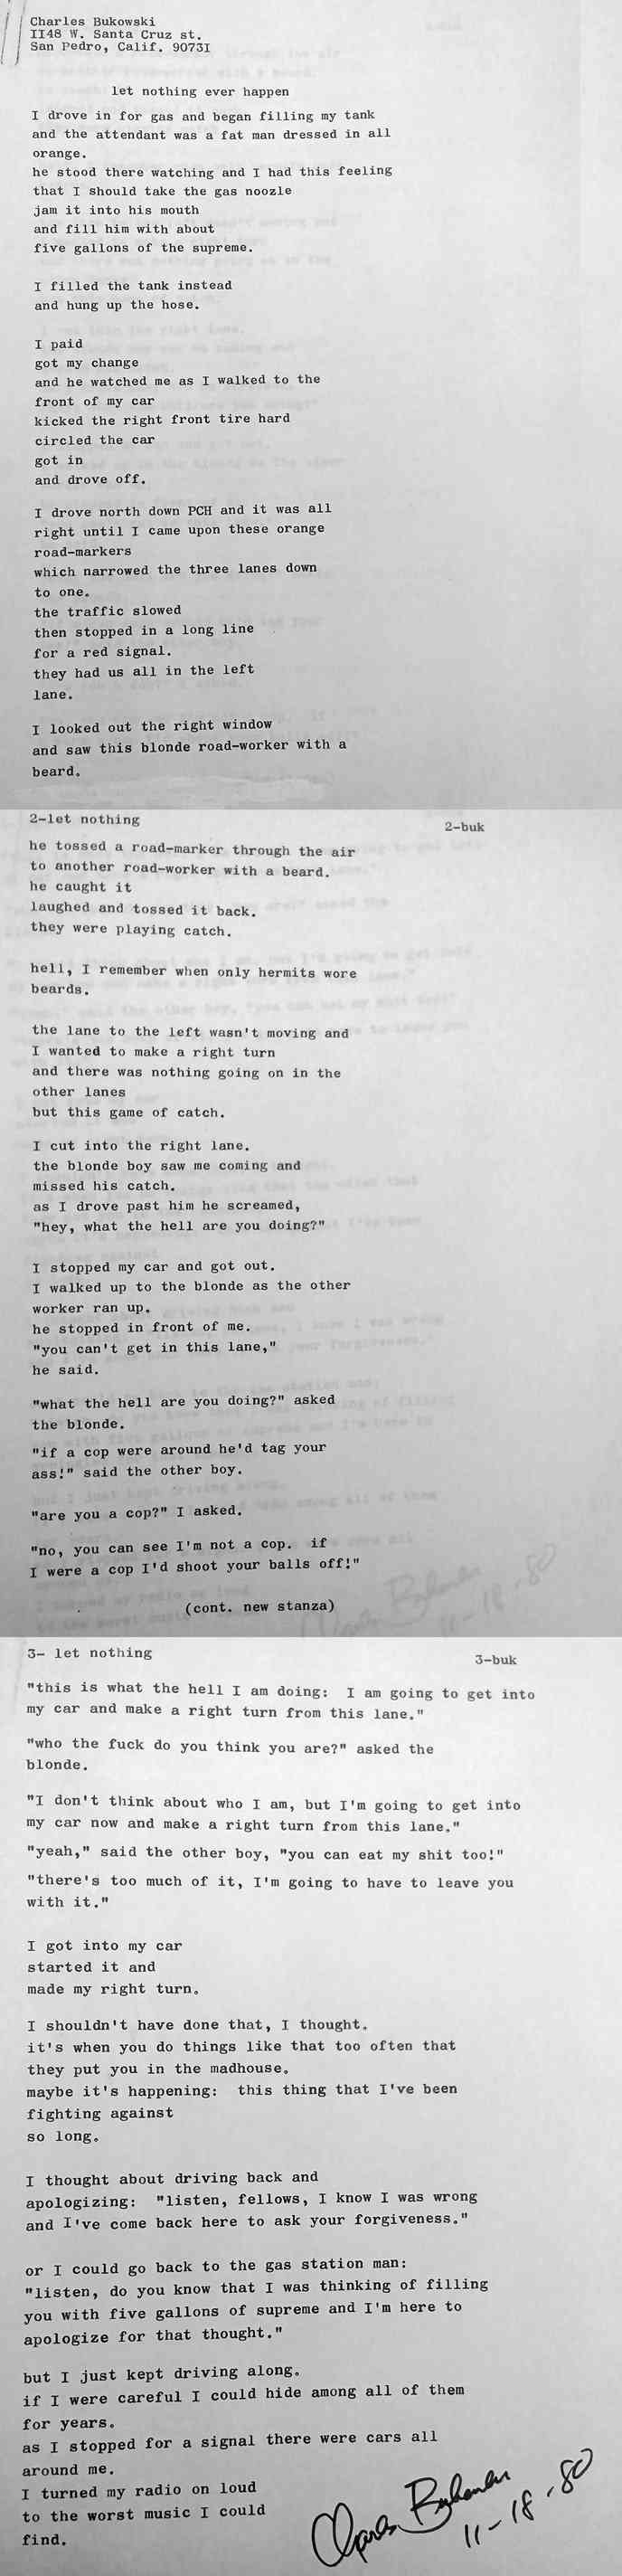 Charles Bukowski
II48 W. Santa Cruz st.
San Pedro, Calif. 9073I
let nothing ever happen
I drove in for gas and began filling my tank
and the attendant was a fat man dressed in all
orange.
he stood there watching and I had this feeling
that I should take the gas noozle
jam it into his mouth
and fill him with about
five gallons of the supreme.
I filled the tank instead
and hung up the hose.
I paid
got my change
and he watched me as I walked to the
front of my car
kicked the right front tire hard
circled the car
got in
and drove off.
I drove north down PCH and it was all
right until I came upon these orange
road-markers
which narrowed the three lanes down
to one.
the traffic slowed
then stopped in a long line
for a red signal.
they had us all in the left
lane.
I looked out the right window
and saw this blonde road-worker with a
beard.
2-let nothing
2-buk
he tossed a road-marker through the air
to another road-worker with a beard.
he caught it
laughed and tossed it back.
they were playing catch.
hell, I remember when only hermits wore
beards.
the lane to the left wasn't moving and
I wanted to make a right turn
and there was nothing going on in the
other lanes
but this game of catch.
I cut into the right lane.
the blonde boy saw me coming and
missed his catch.
as I drove past him he screamed,
"hey, what the hell are you doing?"
I stopped my car and got out.
I walked up to the blonde as the other
worker ran up.
he stopped in front of me.
"you can't get in this lane,"
he said.
"what the hell are you doing?" asked
the blonde.
"if a cop were around he'd tag your
ass!" said the other boy.
"are you a cop?" I asked.
"no, you can see I'm not a cop.  if
I were a cop I'd shoot your balls off!"
(cont. new stanza)
3- let nothing
3-buk
"this is what the hell I am doing:  I am going to get into
my car and make a right turn from this lane."
"who the fuck do you think you are?" asked the
blonde.
"I don't think about who I am, but I'm going to get into
my car now and make a right turn from this lane."
"yeah," said the other boy, "you can eat my shit too!"
"there's too much of it, I'm going to have to leave you
with it."
I got into my car
started it and
made my right turn.
I shouldn't have done that, I thought.
it's when you do things like that too often that
they put you in the madhouse.
maybe it's happening:  this thing that I've been
fighting against
so long.
I thought about driving back and
apologizing:  "listen, fellows, I know I was wrong
and I've come back here to ask your forgiveness."
or I could go back to the gas station man:
"listen, do you know that I was thinking of filling
you with five gallons of supreme and I'm here to
apologize for that thought."
but I just kept driving along.
if I were careful I could hide among all of them
for years.
as I stopped for a signal there were cars all
around me.
I turned my radio on loud
to the worst music I could
find.
Charles Bukowski
11-18-80